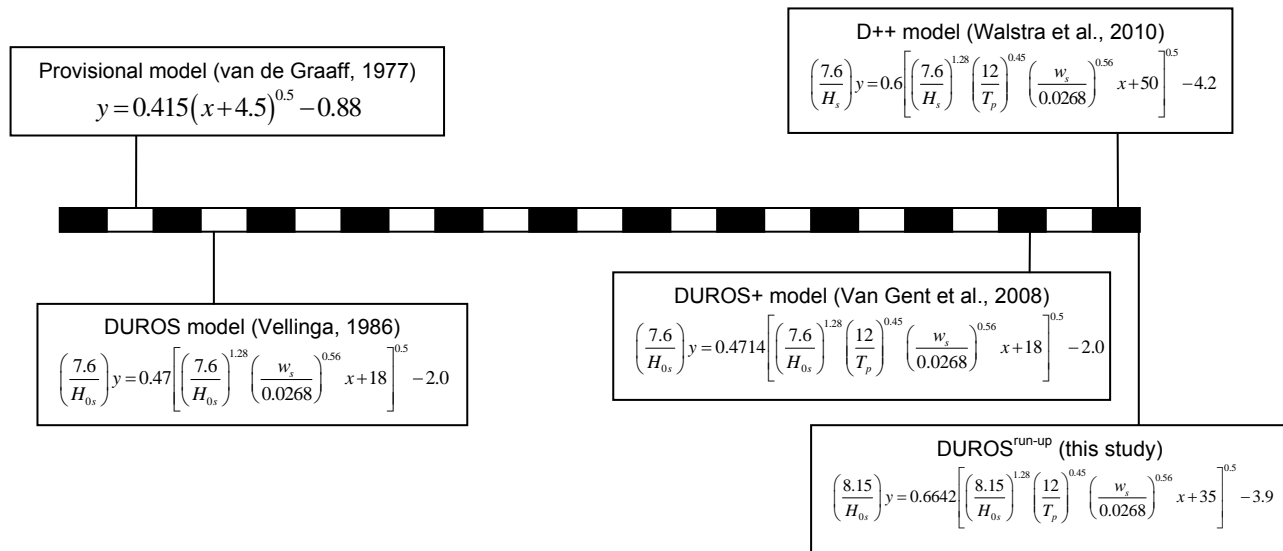 Provisional model (van de Graaff, 1977)
y = 0.415(x + 4.5)^0.5 − 0.88
D++ model (Walstra et al., 2010)
(7.6/H_s) y = 0.6[(7.6/H_s)^1.28 (12/T_p)^0.45 (w_s/0.0268)^0.56 x + 50]^0.5 − 4.2
DUROS model (Vellinga, 1986)
(7.6/H_0s) y = 0.47[(7.6/H_0s)^1.28 (w_s/0.0268)^0.56 x + 18]^0.5 − 2.0
DUROS+ model (Van Gent et al., 2008)
(7.6/H_0s) y = 0.4714[(7.6/H_0s)^1.28 (12/T_p)^0.45 (w_s/0.0268)^0.56 x + 18]^0.5 − 2.0
DUROS^run-up (this study)
(8.15/H_0s) y = 0.6642[(8.15/H_0s)^1.28 (12/T_p)^0.45 (w_s/0.0268)^0.56 x + 35]^0.5 − 3.9